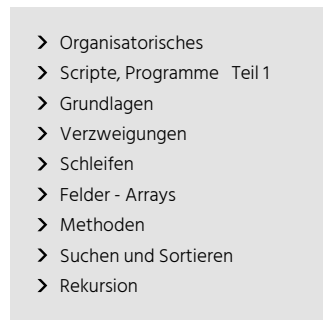 Organisatorisches
Scripte, Programme Teil 1
Grundlagen
Verzweigungen
Schleifen
Felder - Arrays
Methoden
Suchen und Sortieren
Rekursion